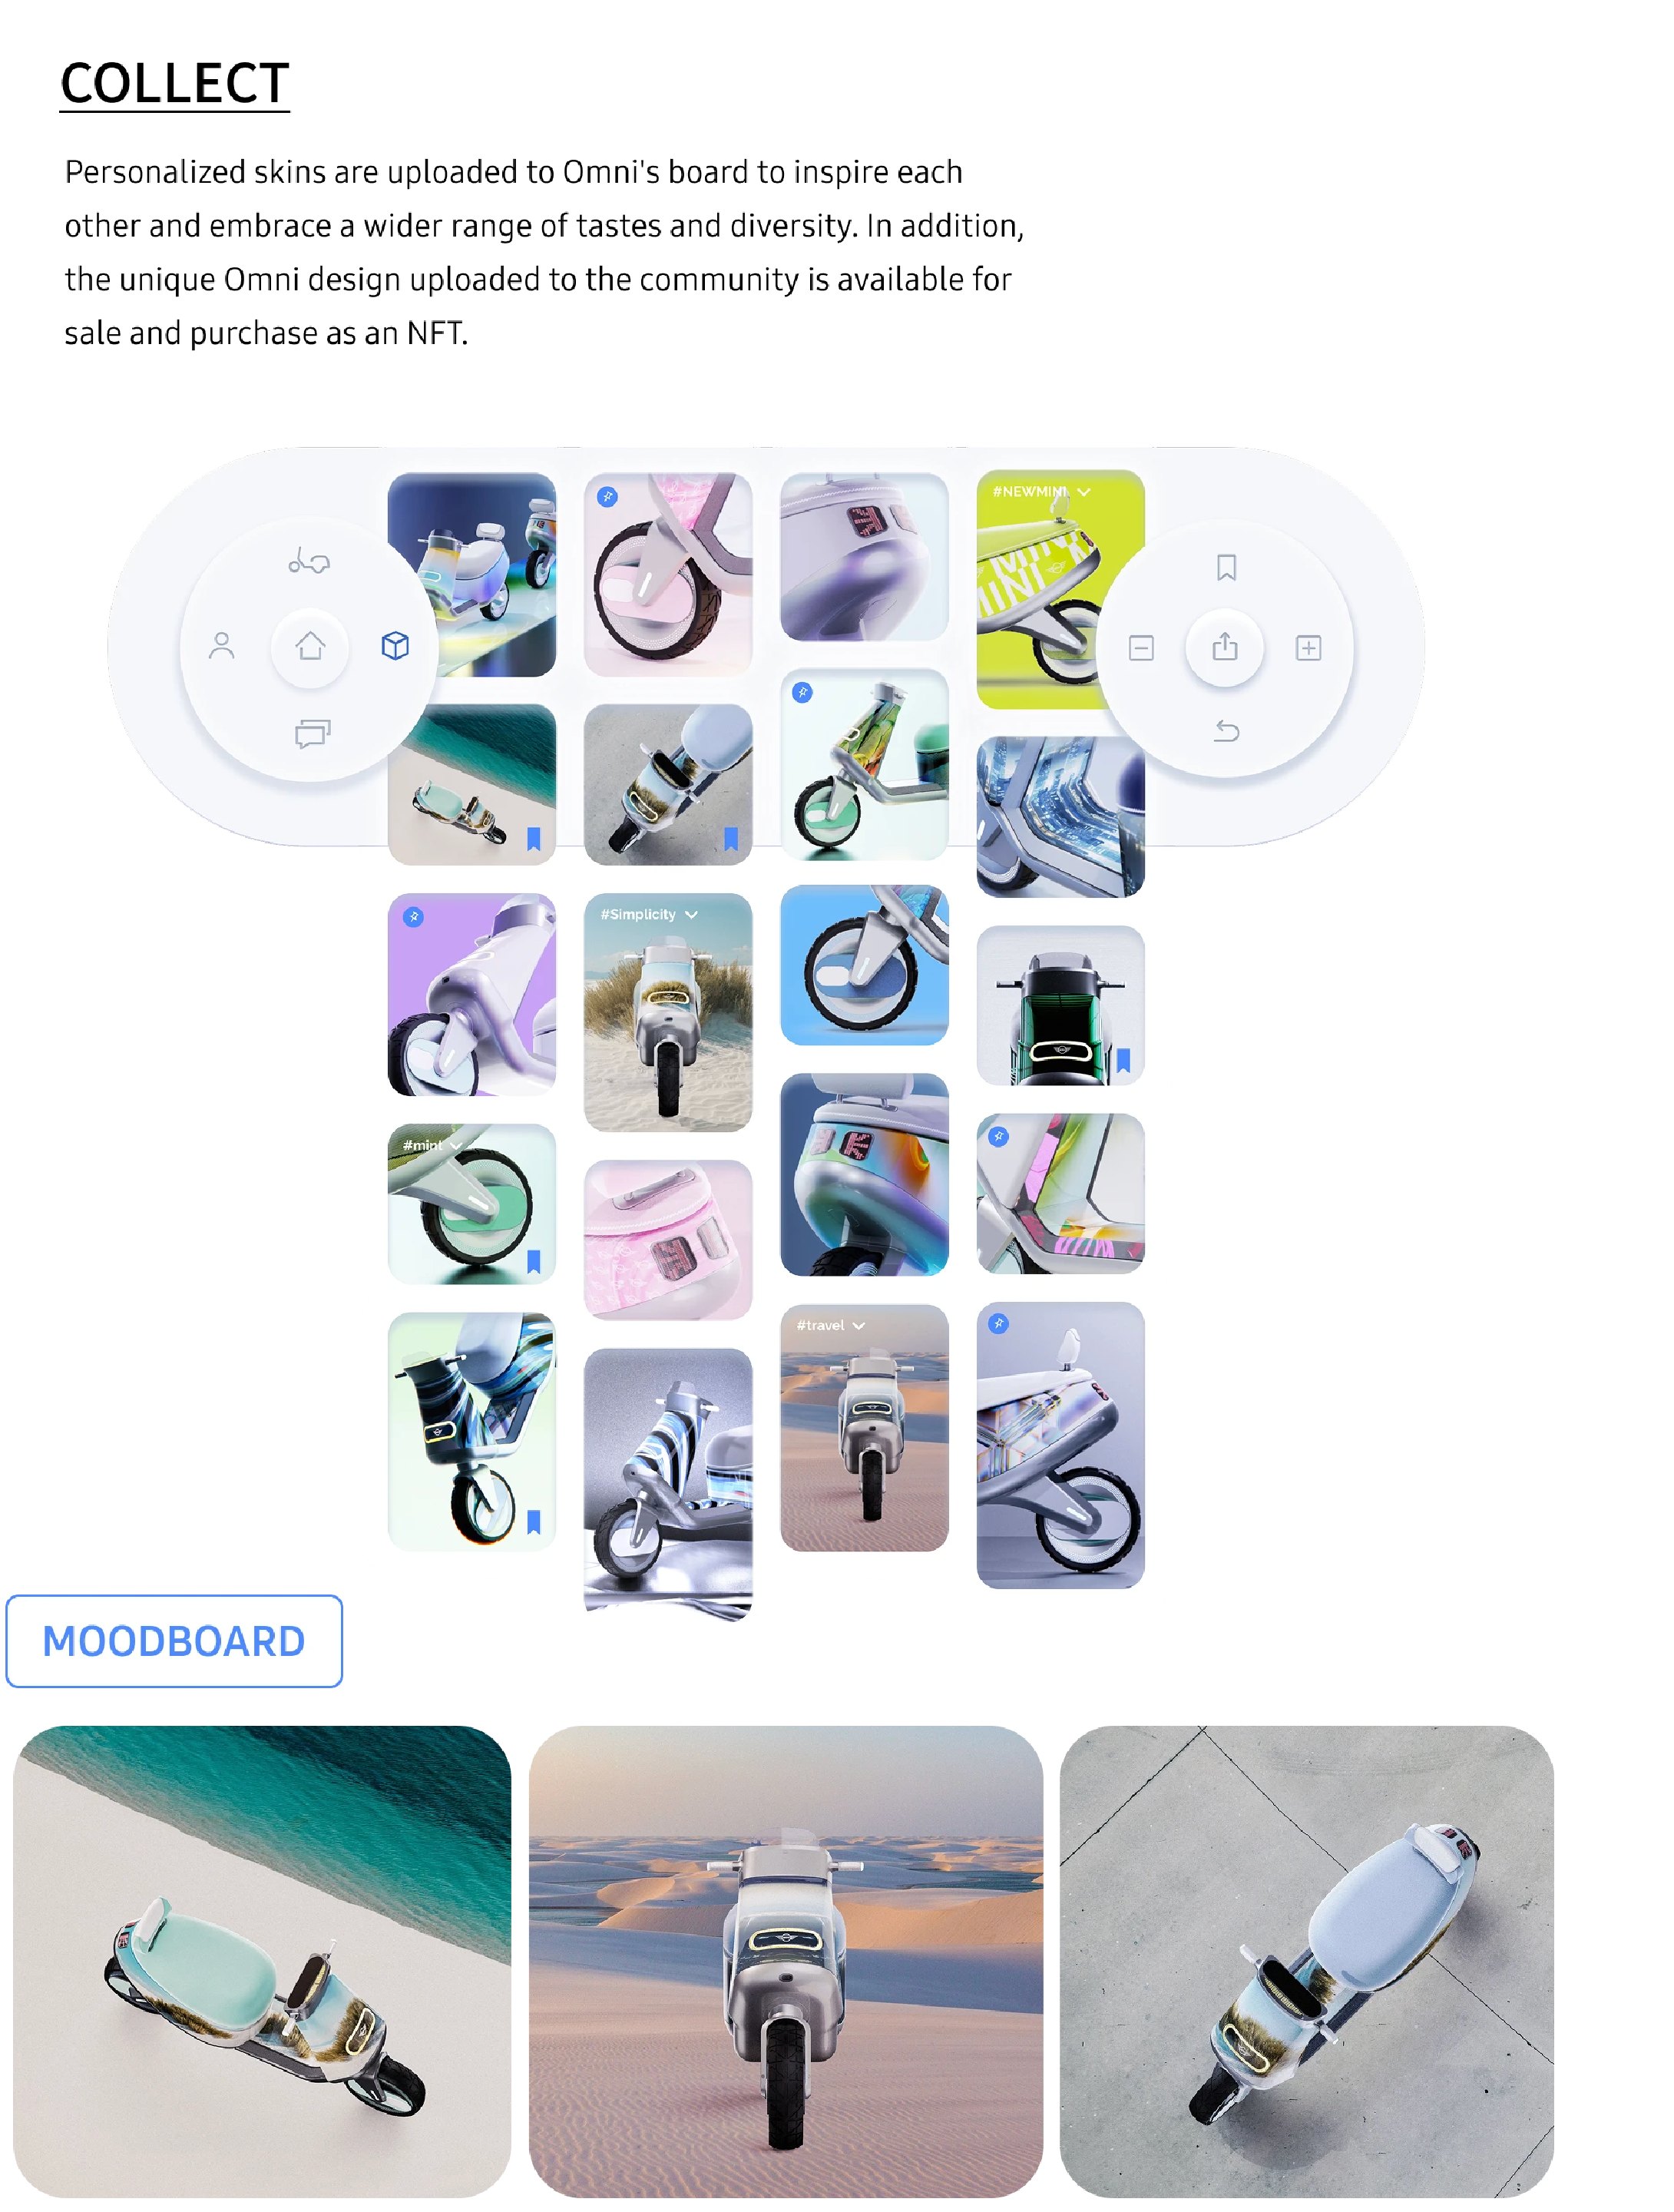 COLLECT
Personalized skins are uploaded to Omni's board to inspire each
other and embrace a wider range of tastes and diversity. In addition,
the unique Omni design uploaded to the community is available for
sale and purchase as an NFT.
#NEWMINI
MINI
#Simplicity
#mint
#travel
MOODBOARD